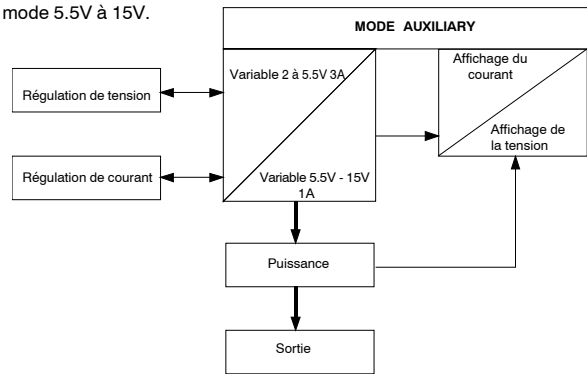 mode 5.5V à 15V.
MODE AUXILIARY
Variable 2 à 5.5V 3A
Affichage du
courant
Régulation de tension
Affichage de
la tension
Régulation de courant
Variable 5.5V - 15V
1A
Puissance
Sortie